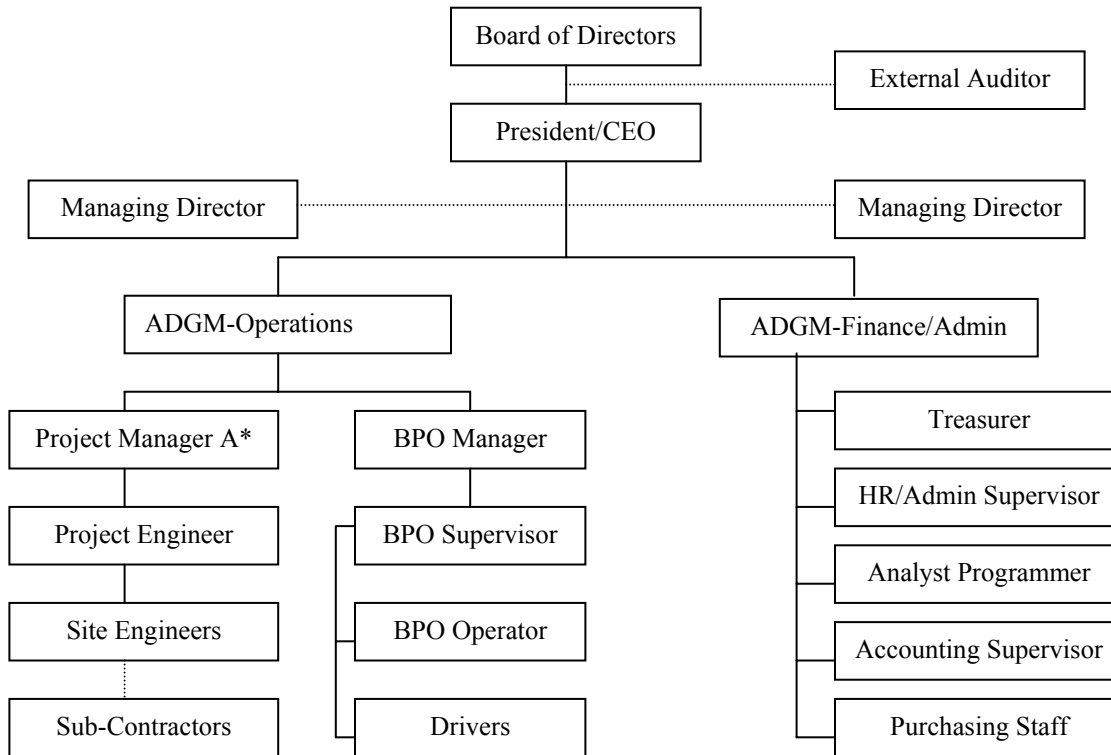 Board of Directors
External Auditor
President/CEO
Managing Director
Managing Director
ADGM-Operations
ADGM-Finance/Admin
Project Manager A*
BPO Manager
Treasurer
Project Engineer
BPO Supervisor
HR/Admin Supervisor
Analyst Programmer
Site Engineers
BPO Operator
Accounting Supervisor
Sub-Contractors
Drivers
Purchasing Staff